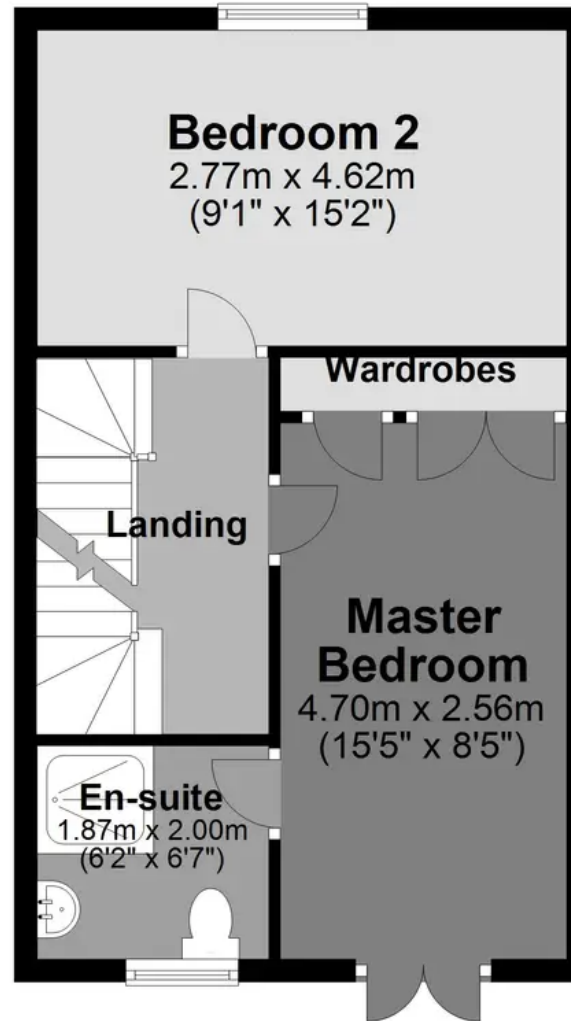 Bedroom 2
2.77m x 4.62m
(9'1" x 15'2")
Wardrobes
Landing
Master
Bedroom
4.70m x 2.56m
(15'5" x 8'5")
En-suite
1.87m x 2.00m
(6'2" x 6'7")